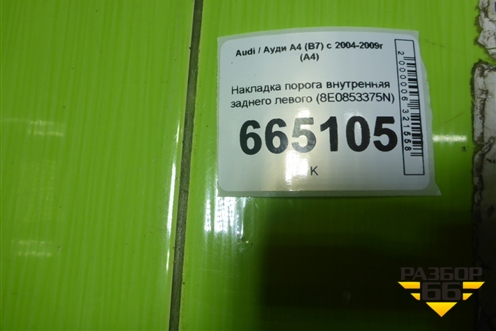 Audi / Ауди A4 (B7) с 2004-2009г
(A4)
Накладка порога внутренняя
заднего левого (8E0853375N)
665105
K
РАЗБОР
66